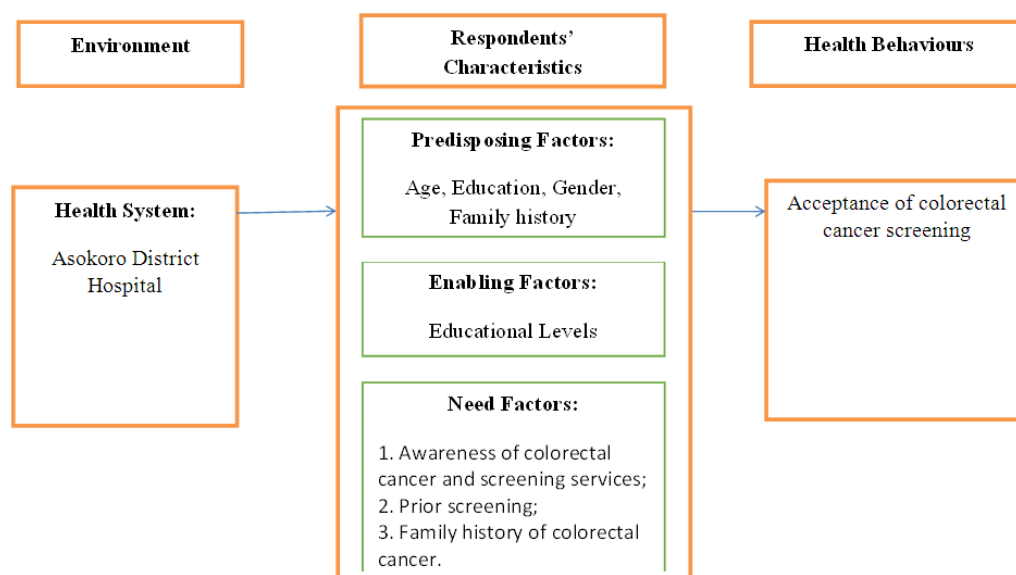 Environment
Respondents'
Characteristics
Health Behaviours
Health System:
Asokoro District
Hospital
Predisposing Factors:
Age, Education, Gender,
Family history
Enabling Factors:
Educational Levels
Need Factors:
1. Awareness of colorectal
cancer and screening services;
2. Prior screening;
3. Family history of colorectal
cancer.
Acceptance of colorectal
cancer screening